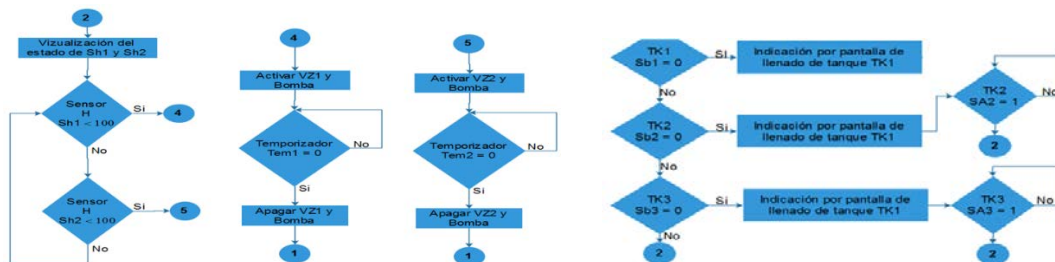 2
Vizualización del
estado de Sh1 y Sh2
Sensor
H
Sh1 < 100
Si
4
No
Sensor
H
Sh2 < 100
Si
5
No
4
Activar VZ1 y
Bomba
Temporizador
Tem1 = 0
No
Si
Apagar VZ1 y
Bomba
1
5
Activar VZ2 y
Bomba
Temporizador
Tem2 = 0
No
Si
Apagar VZ2 y
Bomba
1
TK1
Sb1 = 0
Si
Indicación por pantalla de
llenado de tanque TK1
No
TK2
Sb2 = 0
Si
Indicación por pantalla de
llenado de tanque TK1
TK2
SA2 = 1
No
2
No
TK3
Sb3 = 0
Si
Indicación por pantalla de
llenado de tanque TK1
TK3
SA3 = 1
No
2
No
2